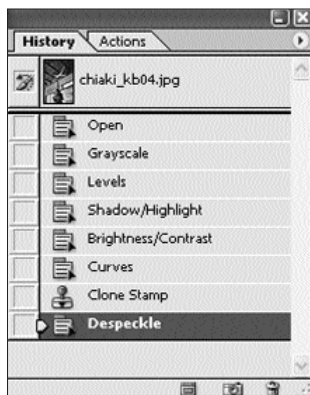 History Actions
chiaki_kb04.jpg
Open
Grayscale
Levels
Shadow/Highlight
Brightness/Contrast
Curves
Clone Stamp
Despeckle